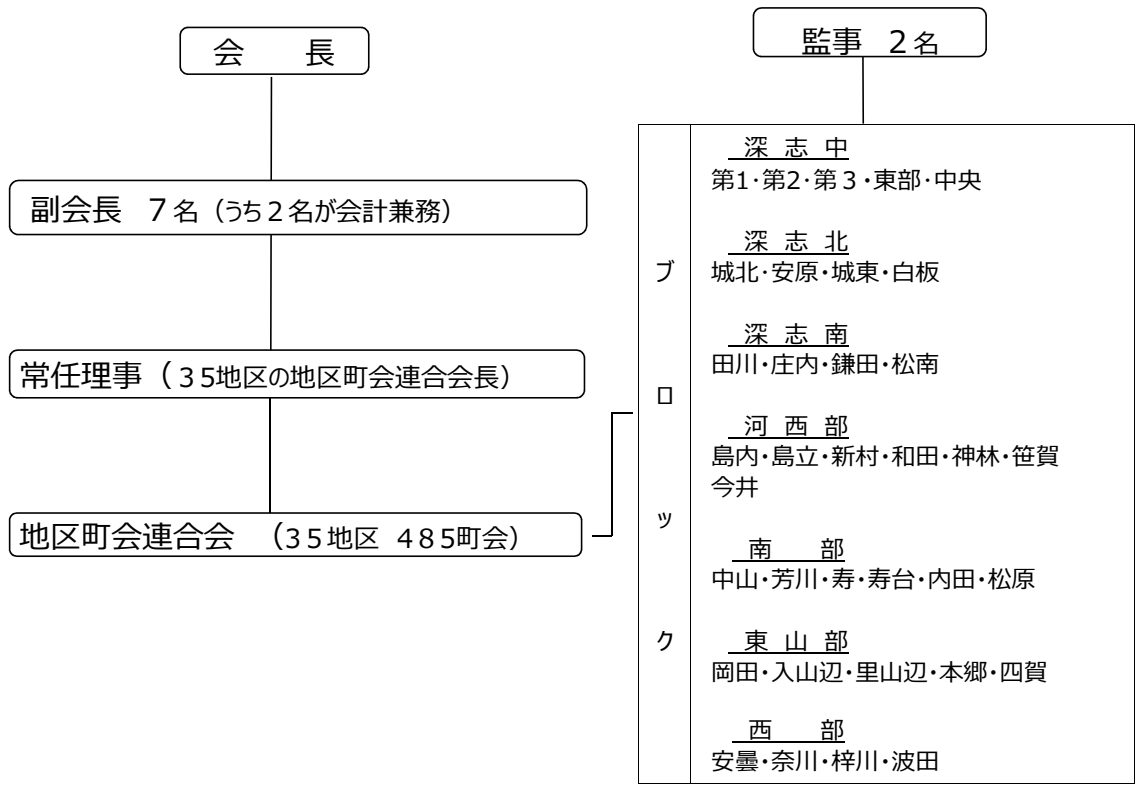 会　　長
副会長　７名（うち２名が会計兼務）
常任理事（３５地区の地区町会連合会長）
地区町会連合会　（３５地区　４８５町会）
監事　２名
ブロック
深　志　中
第1・第2・第３・東部・中央
深　志　北
城北・安原・城東・白板
深　志　南
田川・庄内・鎌田・松南
河　西　部
島内・島立・新村・和田・神林・笹賀
今井
南　　部
中山・芳川・寿・寿台・内田・松原
東　山　部
岡田・入山辺・里山辺・本郷・四賀
西　　部
安曇・奈川・梓川・波田